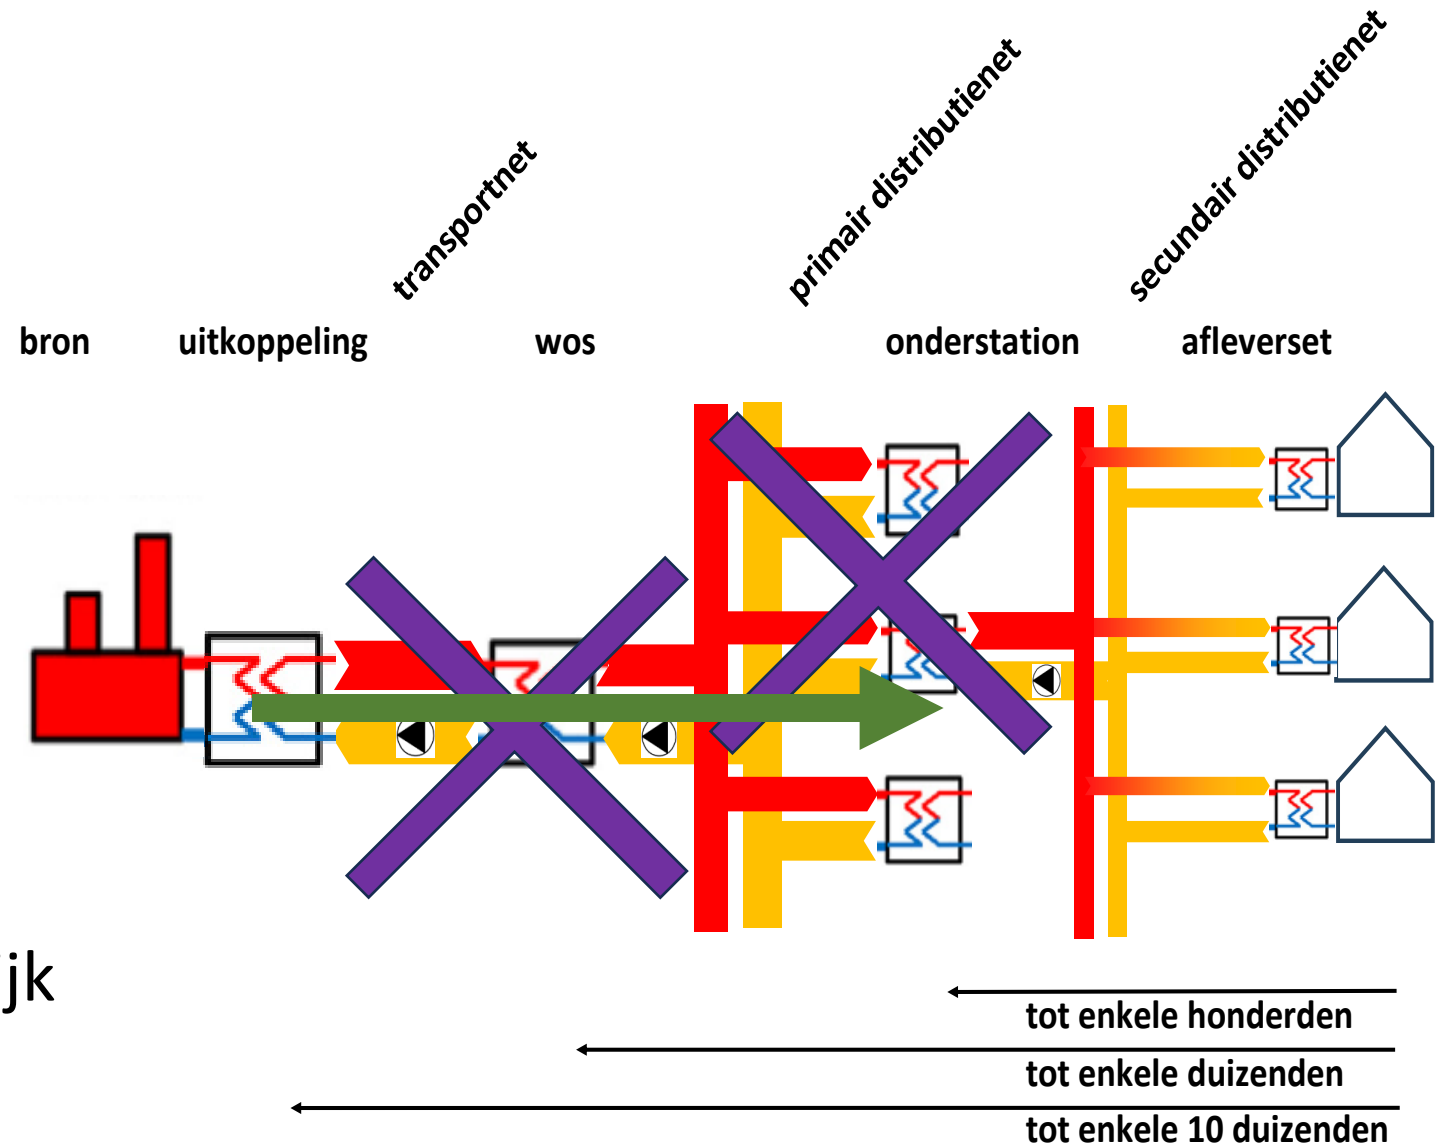 transportnet
primair distributienet
secundair distributienet
bron
uitkoppeling
wos
onderstation
afleverset
jk
tot enkele honderden
tot enkele duizenden
tot enkele 10 duizenden